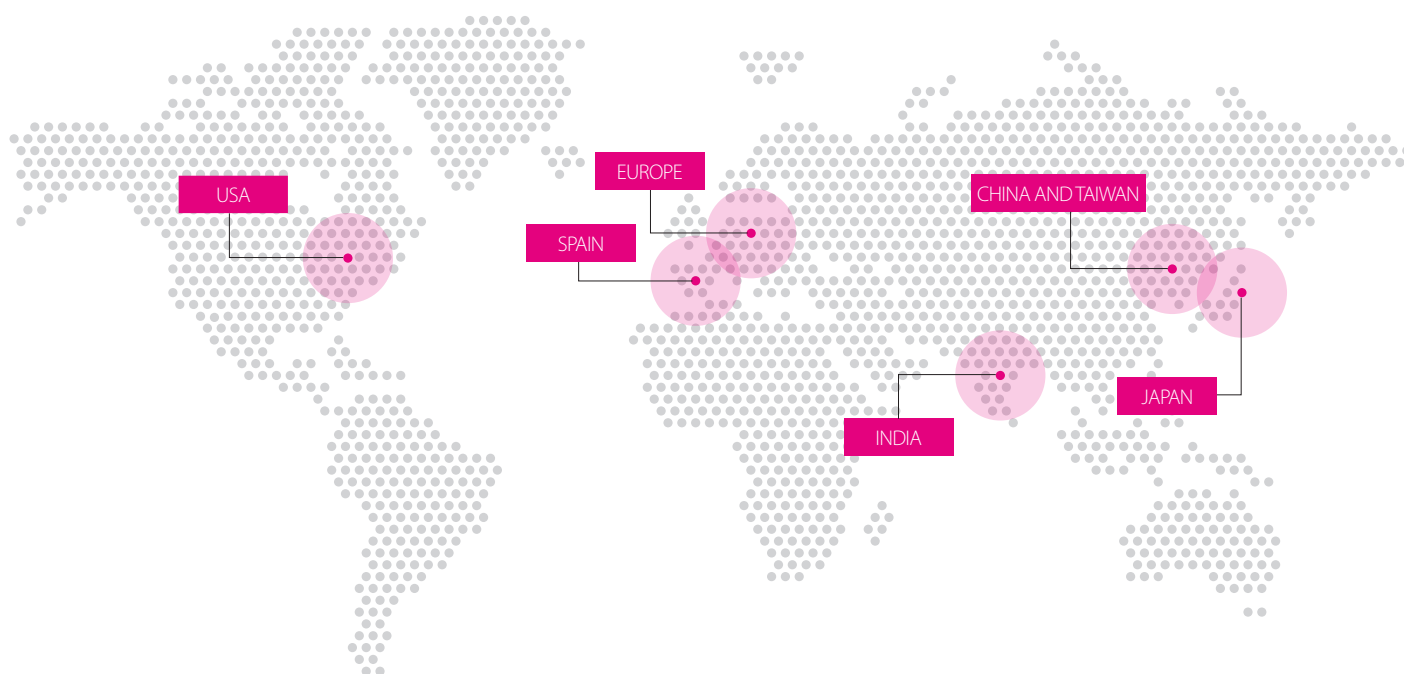 EUROPE
USA
CHINA AND TAIWAN
SPAIN
JAPAN
INDIA